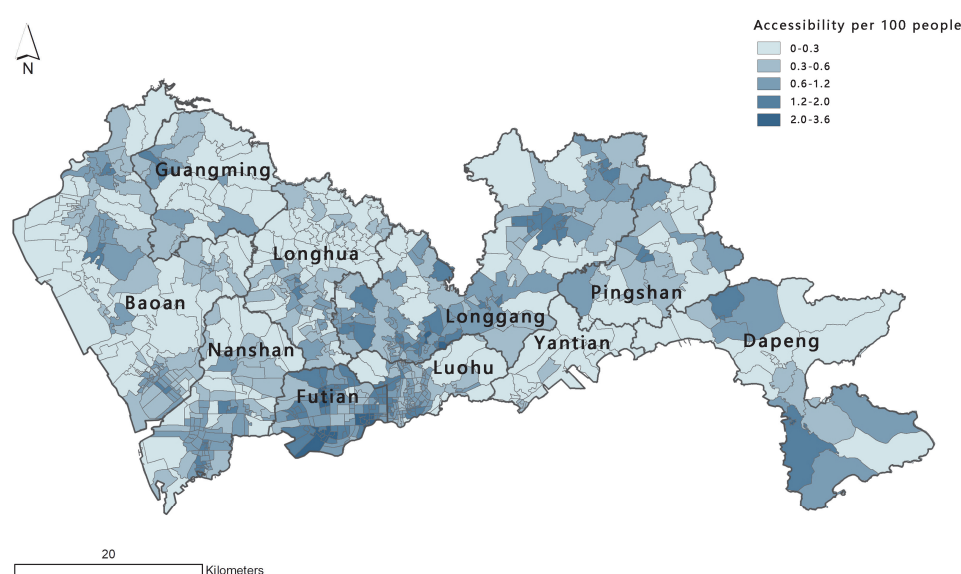 Accessibility per 100 people
0-0.3
0.3-0.6
0.6-1.2
1.2-2.0
2.0-3.6
N
Guangming
Longhua
Baoan
Pingshan
Longgang
Nanshan
Yantian
Dapeng
Luohu
Futian
20
Kilometers